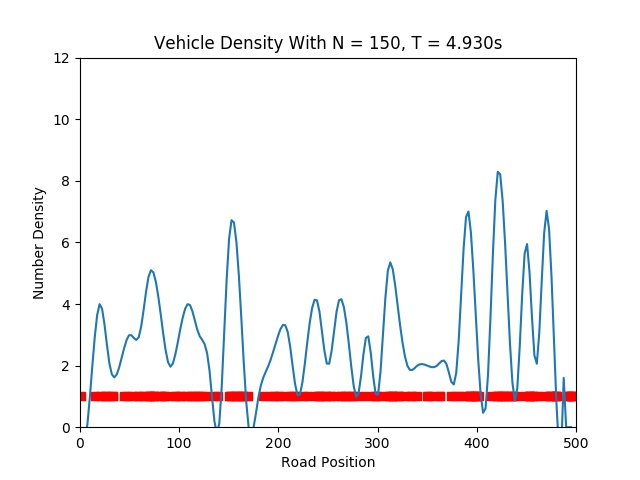 Vehicle Density With N = 150, T = 4.930s
12
10
8
6
4
2
0
Number Density
0 100 200 300 400 500
Road Position